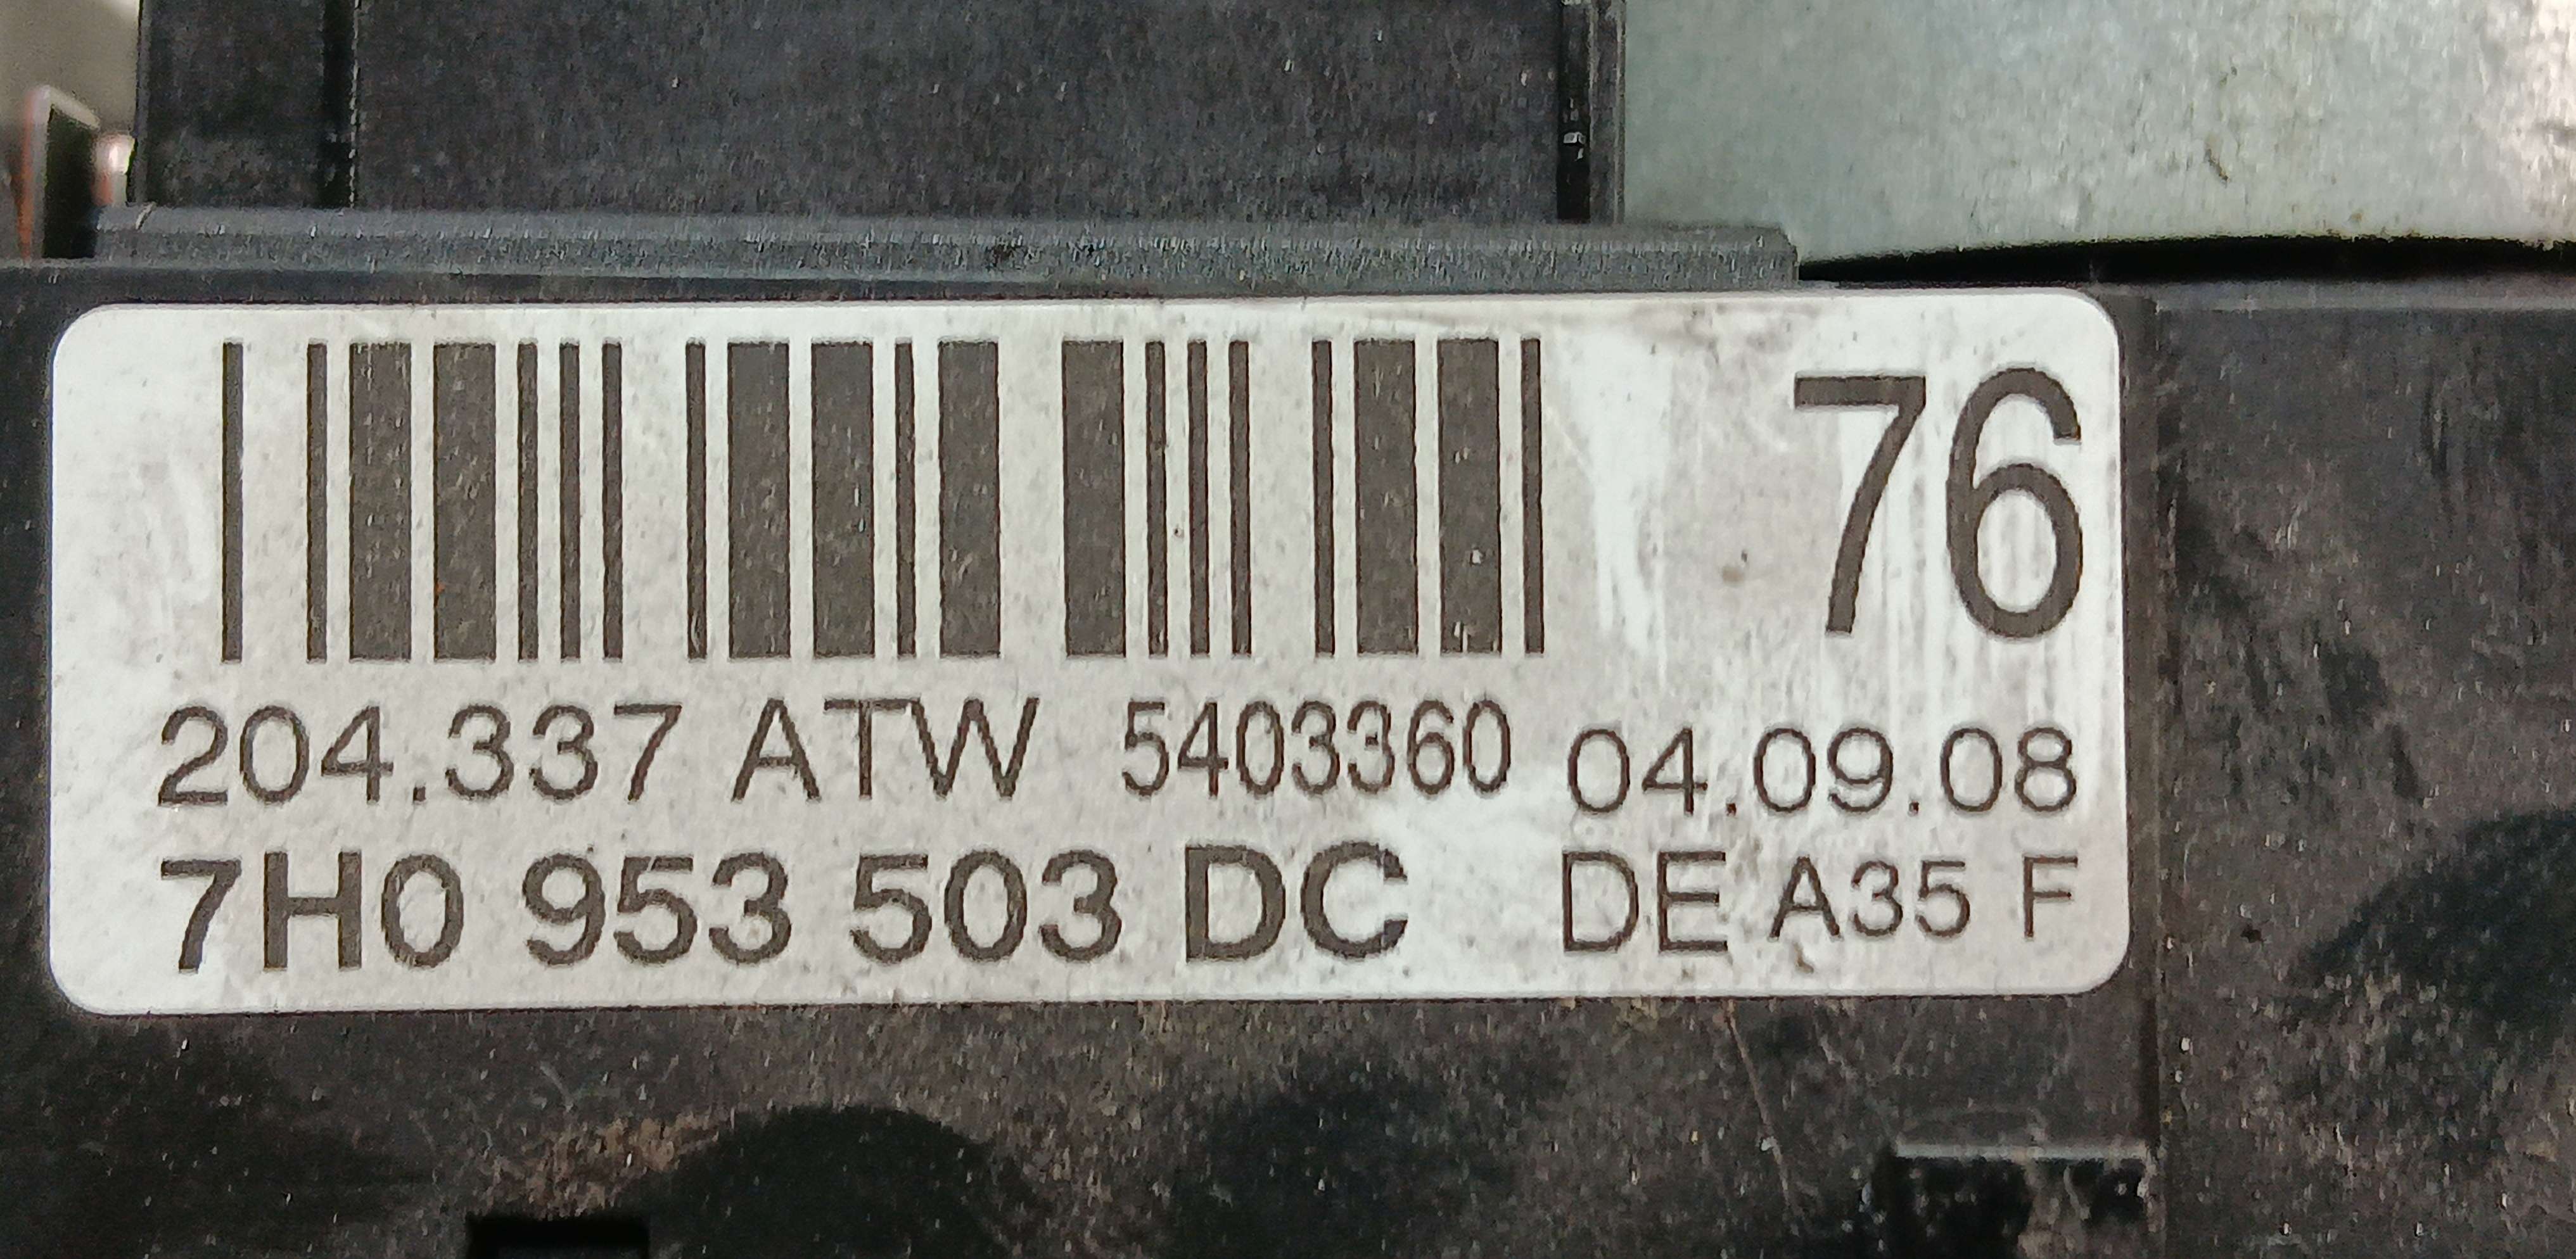 76
204.337 ATW 5403360 04.09.08
7H0 953 503 DC DE A35 F